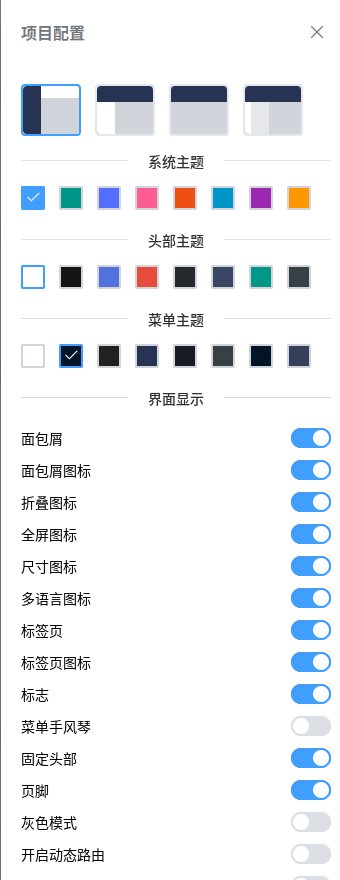 项目配置
系统主题
头部主题
菜单主题
界面显示
面包屑
面包屑图标
折叠图标
全屏图标
尺寸图标
多语言图标
标签页
标签页图标
标志
菜单手风琴
固定头部
页脚
灰色模式
开启动态路由